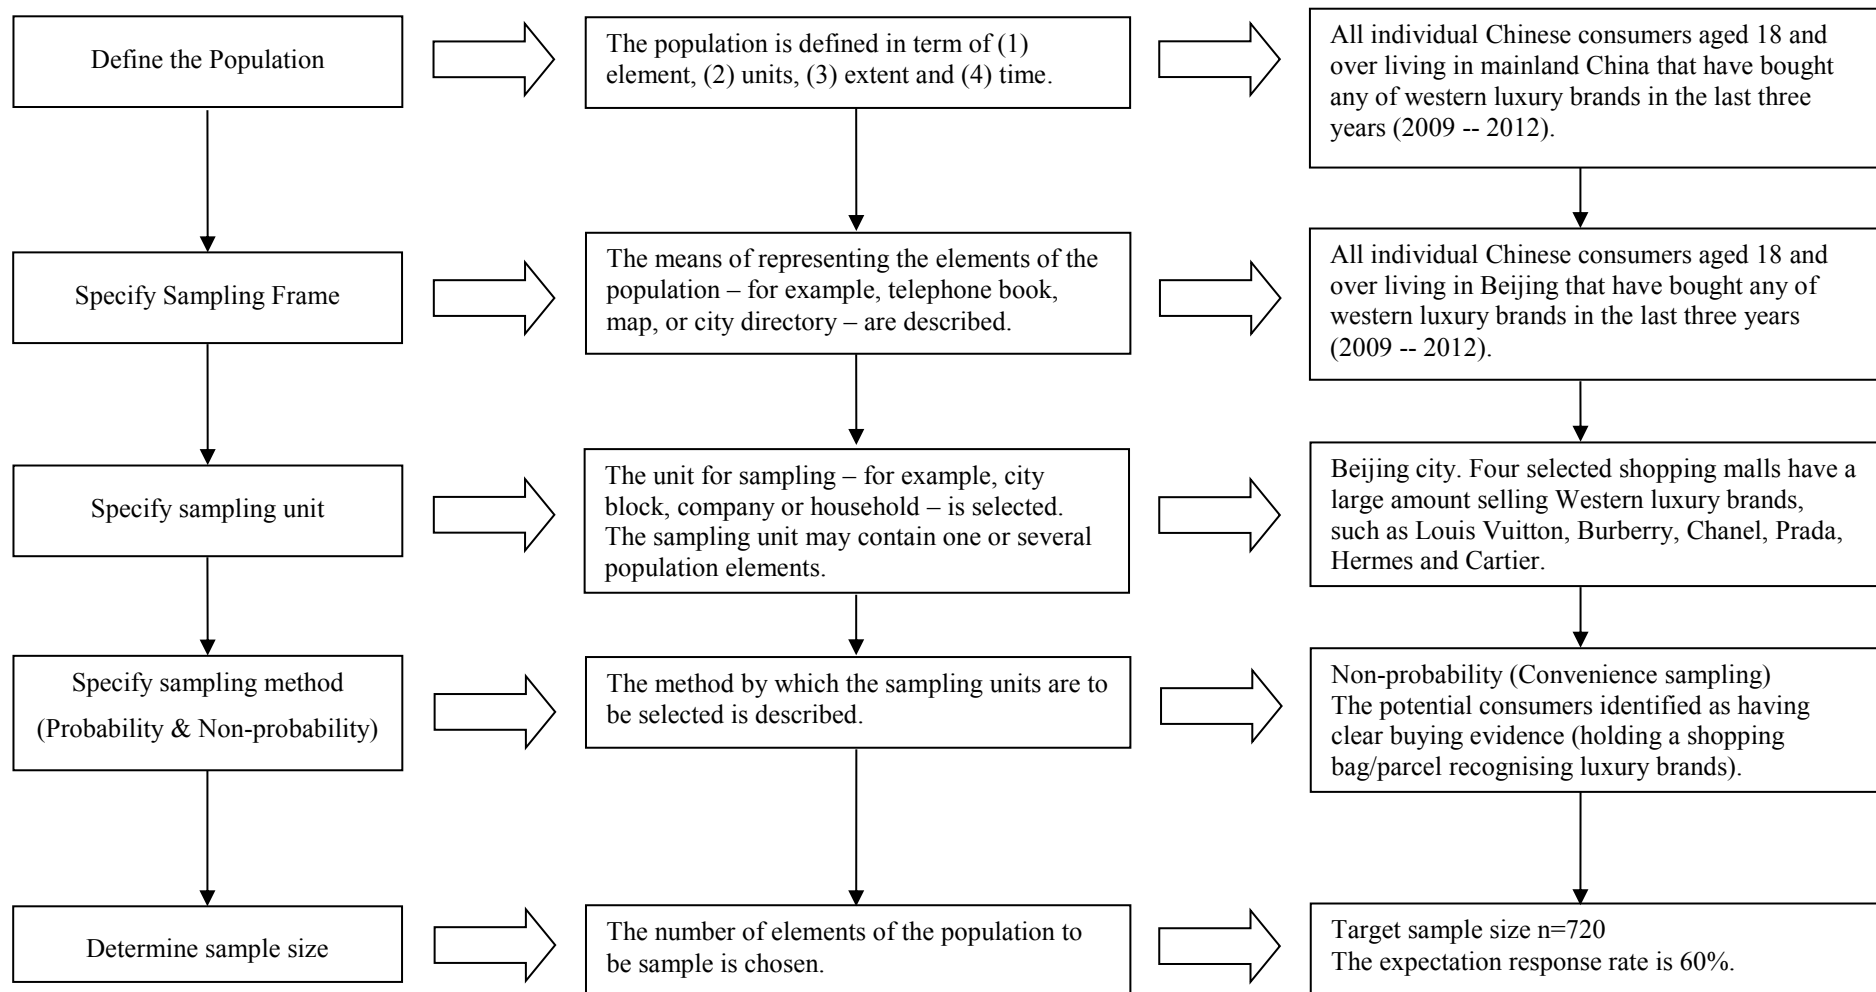 Define the Population
The population is defined in term of (1)
element, (2) units, (3) extent and (4) time.
All individual Chinese consumers aged 18 and
over living in mainland China that have bought
any of western luxury brands in the last three
years (2009 -- 2012).
Specify Sampling Frame
The means of representing the elements of the
population – for example, telephone book,
map, or city directory – are described.
All individual Chinese consumers aged 18 and
over living in Beijing that have bought any of
western luxury brands in the last three years
(2009 -- 2012).
Specify sampling unit
The unit for sampling – for example, city
block, company or household – is selected.
The sampling unit may contain one or several
population elements.
Beijing city. Four selected shopping malls have a
large amount selling Western luxury brands,
such as Louis Vuitton, Burberry, Chanel, Prada,
Hermes and Cartier.
Specify sampling method
(Probability & Non-probability)
The method by which the sampling units are to
be selected is described.
Non-probability (Convenience sampling)
The potential consumers identified as having
clear buying evidence (holding a shopping
bag/parcel recognising luxury brands).
Determine sample size
The number of elements of the population to
be sample is chosen.
Target sample size n=720
The expectation response rate is 60%.